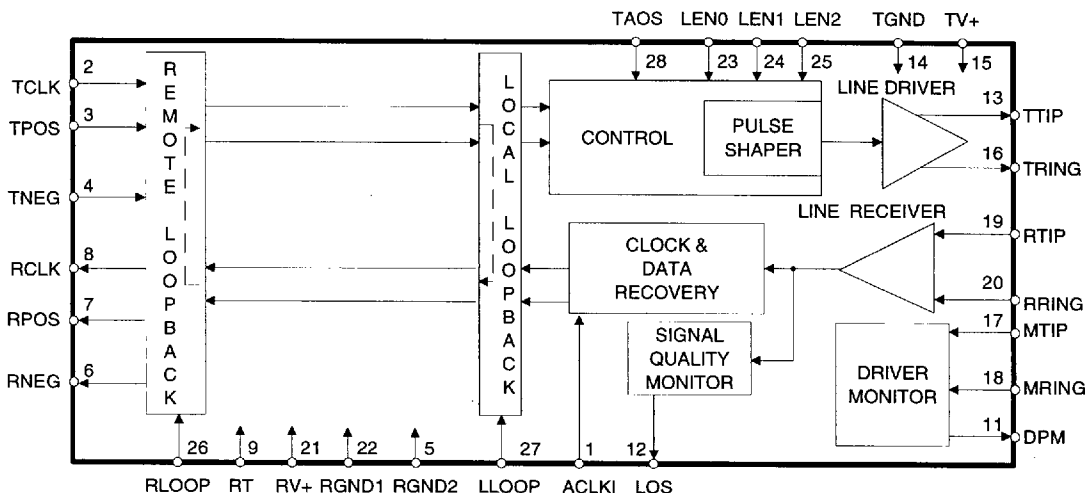 TAOS LEN0 LEN1 LEN2 TGND TV+
28 23 24 25 14 15
TCLK 2
TPOS 3
TNEG 4
RCLK 8
RPOS 7
RNEG 6
REMOTE LOOPBACK
LOCAL LOOPBACK
CONTROL
PULSE
SHAPER
LINE DRIVER
13 TTIP
16 TRING
LINE RECEIVER
19 RTIP
20 RRING
CLOCK &
DATA
RECOVERY
SIGNAL
QUALITY
MONITOR
DRIVER
MONITOR
17 MTIP
18 MRING
11 DPM
26 9 21 22 5 27 1 12
RLOOP RT RV+ RGND1 RGND2 LLOOP ACLKI LOS